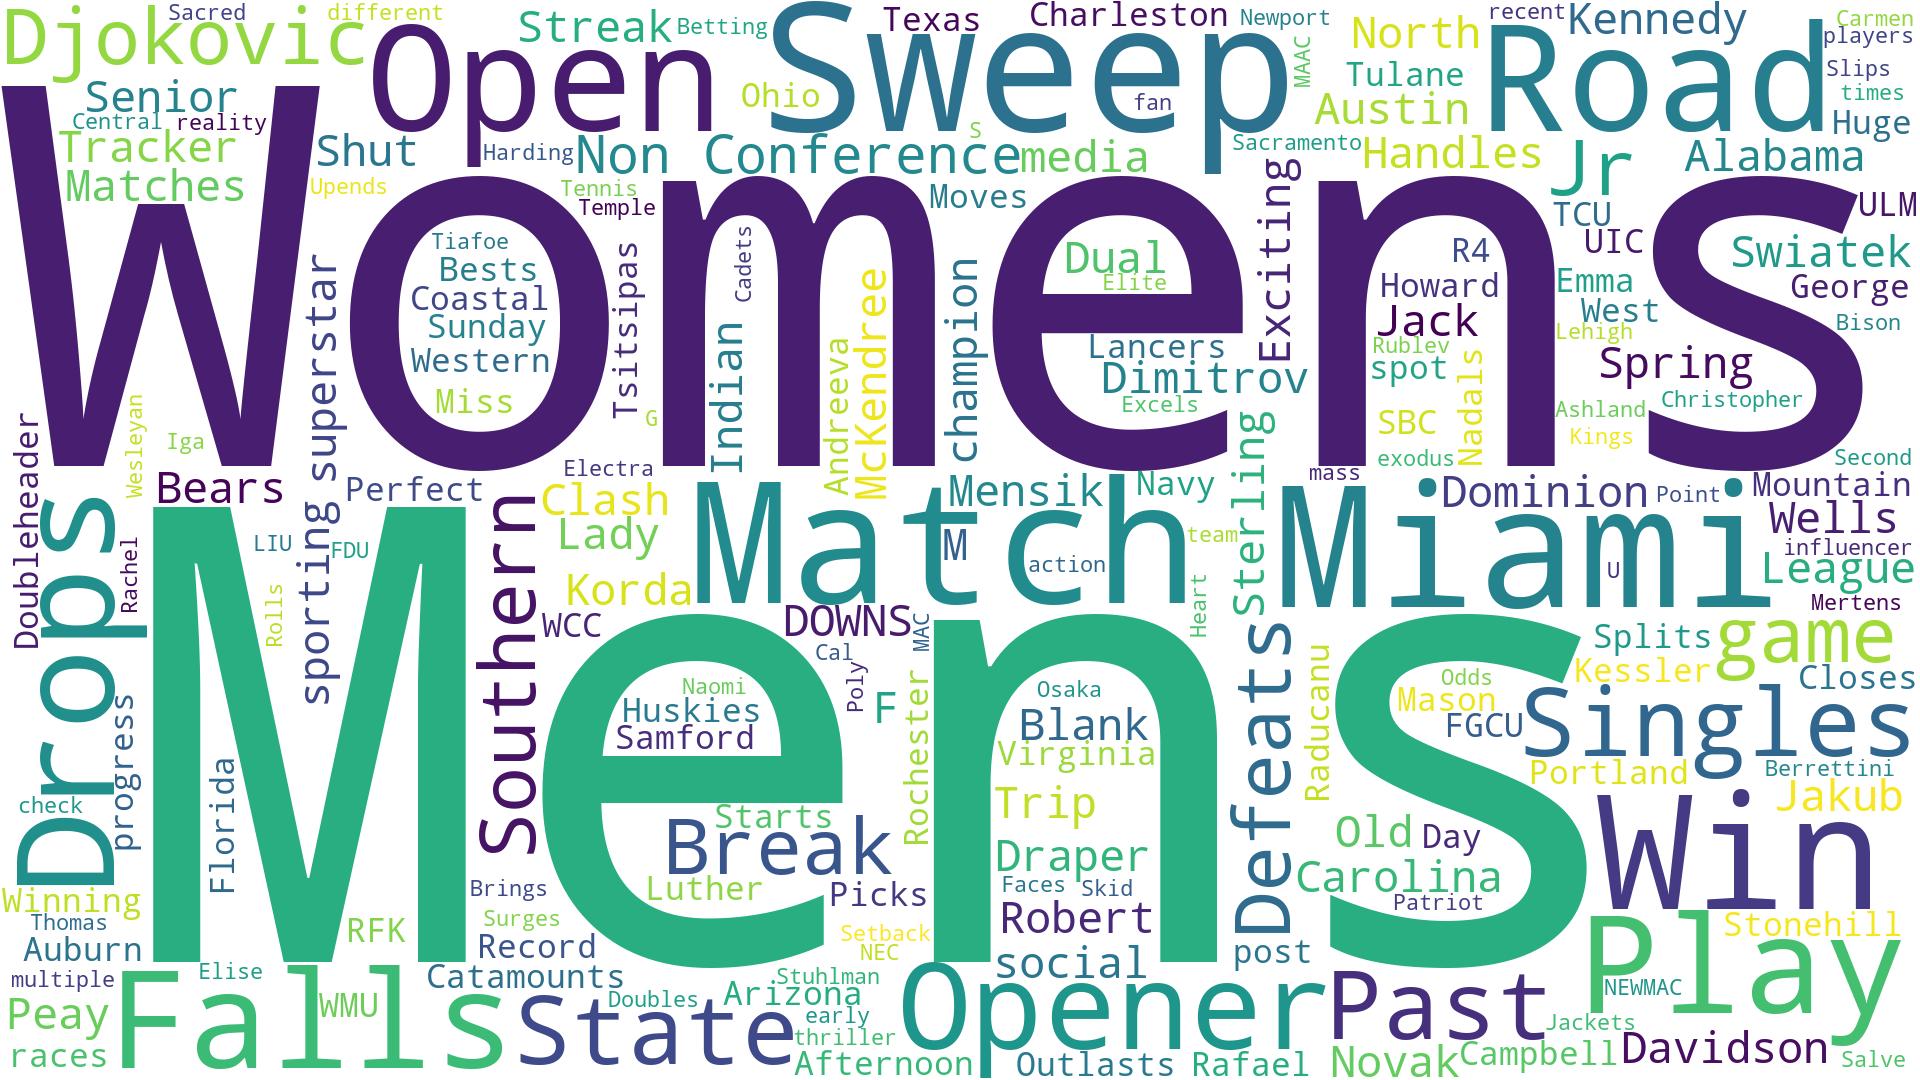 Djokovic
Sacred
different
Open
Streak
Betting
Sweep
Texas
Charleston
Newport
MAAC
North
recent
Kennedy
Carmen
players
Road
Senior
Central
reality
Tracker
Matches
Shut
Upends
Harding
Non
Conference
Ohio
S
fan
media
Moves
Sacramento
Tulane
Austin
Handles
Jr
Alabama
Slips
times
Huge
Womens
Tennis
Temple
Tiafoe
Bests
Coastal
Sunday
Western
Miss
superstar
Tsitsipas
G
Cadets
Indian
Andreeva
McKendree
champion
Dual
Elite
Lancers
Dimitrov
Excels
Exciting
R4
Howard
Jack
Rublev
spot
SBC
Nadals
exodus
TCU
UIC
Emma
West
Lehigh
Spring
Ashland
Kings
Christopher
ULM
Swiatek
George
Bison
Second
Doubleheader
Wesleyan
Iga
Bears
Perfect
Electra
Clash
Lady
Korda
WCC
Match
Mensik
Navy
M
action
team
Heart
Sterling
mass
Miami
Dominion
Point
Mountain
Wells
influencer
U
League
Mertens
Drops
Rachel
LIU
FDU
Rolls
sporting
Southern
Mens
DOWNS
MAC
Cal
Poly
F
Naomi
Huskies
Samford
Rochester
Osaka
Blank
Virginia
Trip
Draper
Faces
Skid
Robert
Defeats
Raducanu
Odds
Mason
FGCU
Kessler
Splits
game
Closes
Singles
Portland
Berrettini
Jakub
Win
progress
check
Florida
Winning
Thomas
Auburn
multiple
Peay
races
RFK
Elise
WMU
Falls
Brings
Surges
Record
Catamounts
Starts
Break
Luther
Picks
Setback
NEC
Stuhlman
Doubles
State
Arizona
early
thriller
Afternoon
social
Opener
Outlasts
Rafael
post
Old
Day
Carolina
Patriot
Past
Novak
Campbell
Jackets
Play
NEWMAC
Stonehill
Davidson
Salve